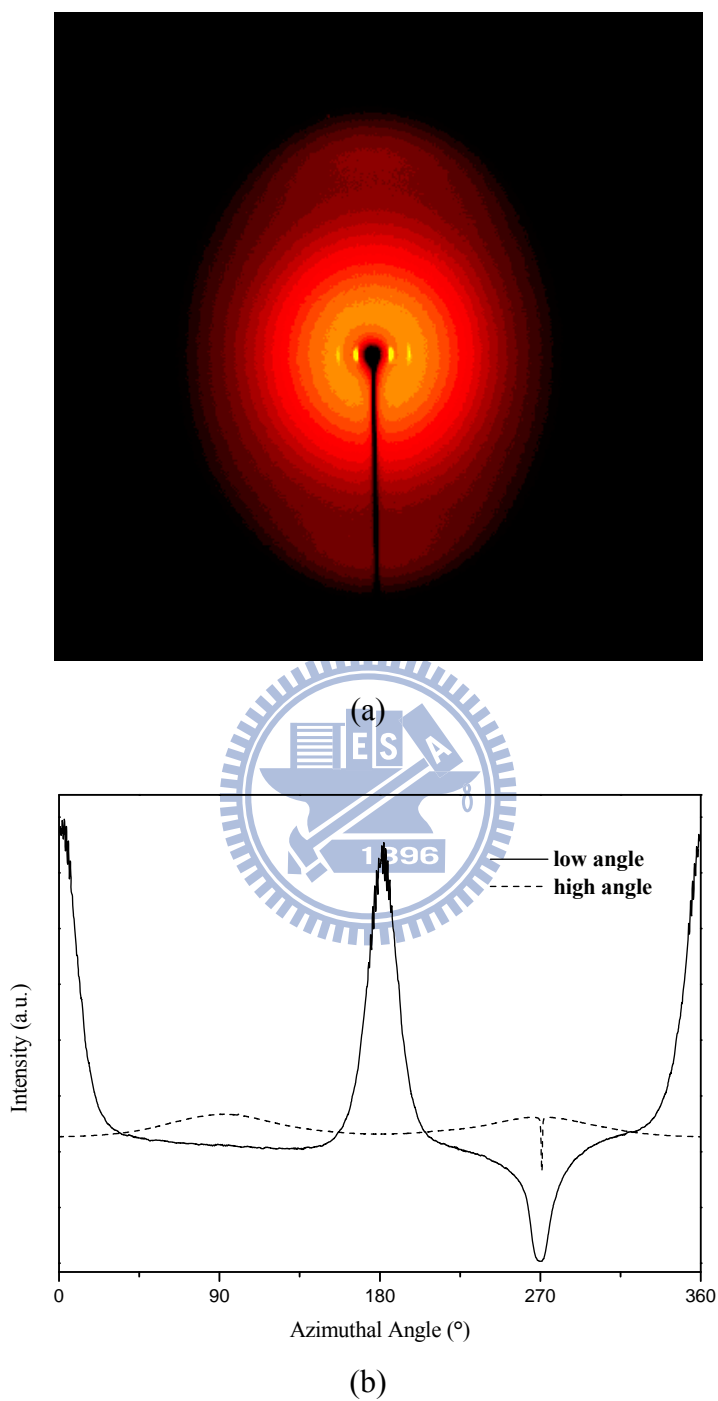 (a)
E S A
1896
low angle
high angle
Intensity (a.u.)
0 90 180 270 360
Azimuthal Angle (°)
(b)